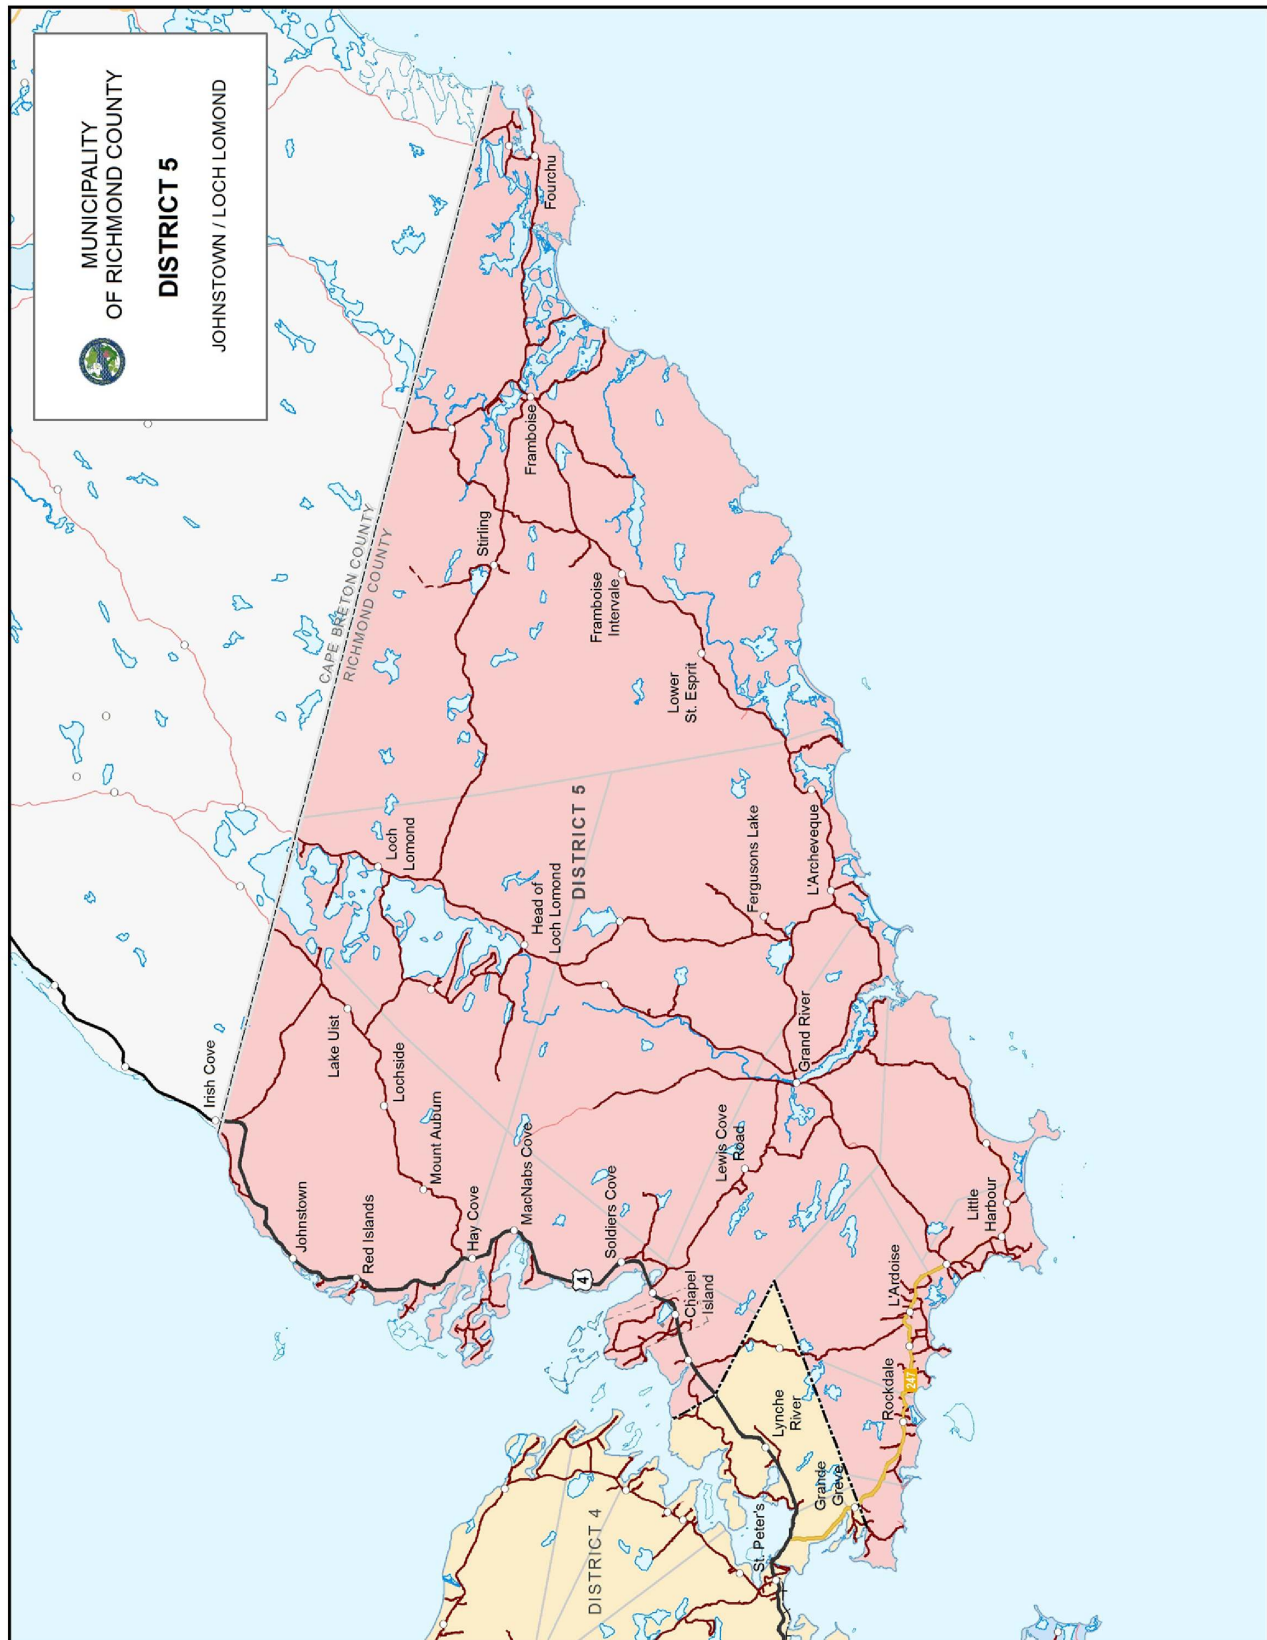 MUNICIPALITY
OF RICHMOND COUNTY
DISTRICT 5
JOHNSTOWN / LOCH LOMOND
CAPE BRETON COUNTY
RICHMOND COUNTY
Fourchu
Framboise
Stirling
Framboise
Intervale
Lower
St. Esprit
Loch
Lomond
DISTRICT 5
Head of
Loch Lomond
Fergusons Lake
L'Archeveque
Irish Cove
Lake Uist
Lochside
Mount Auburn
Grand River
Johnstown
Red Islands
Hay Cove
MacNabs Cove
Soldiers Cove
Lewis Cove
Road
4
Chapel
Island
Little
Harbour
L'Ardoise
Rockdale
247
Lynche
River
Grande
Greve
St. Peter's
DISTRICT 4